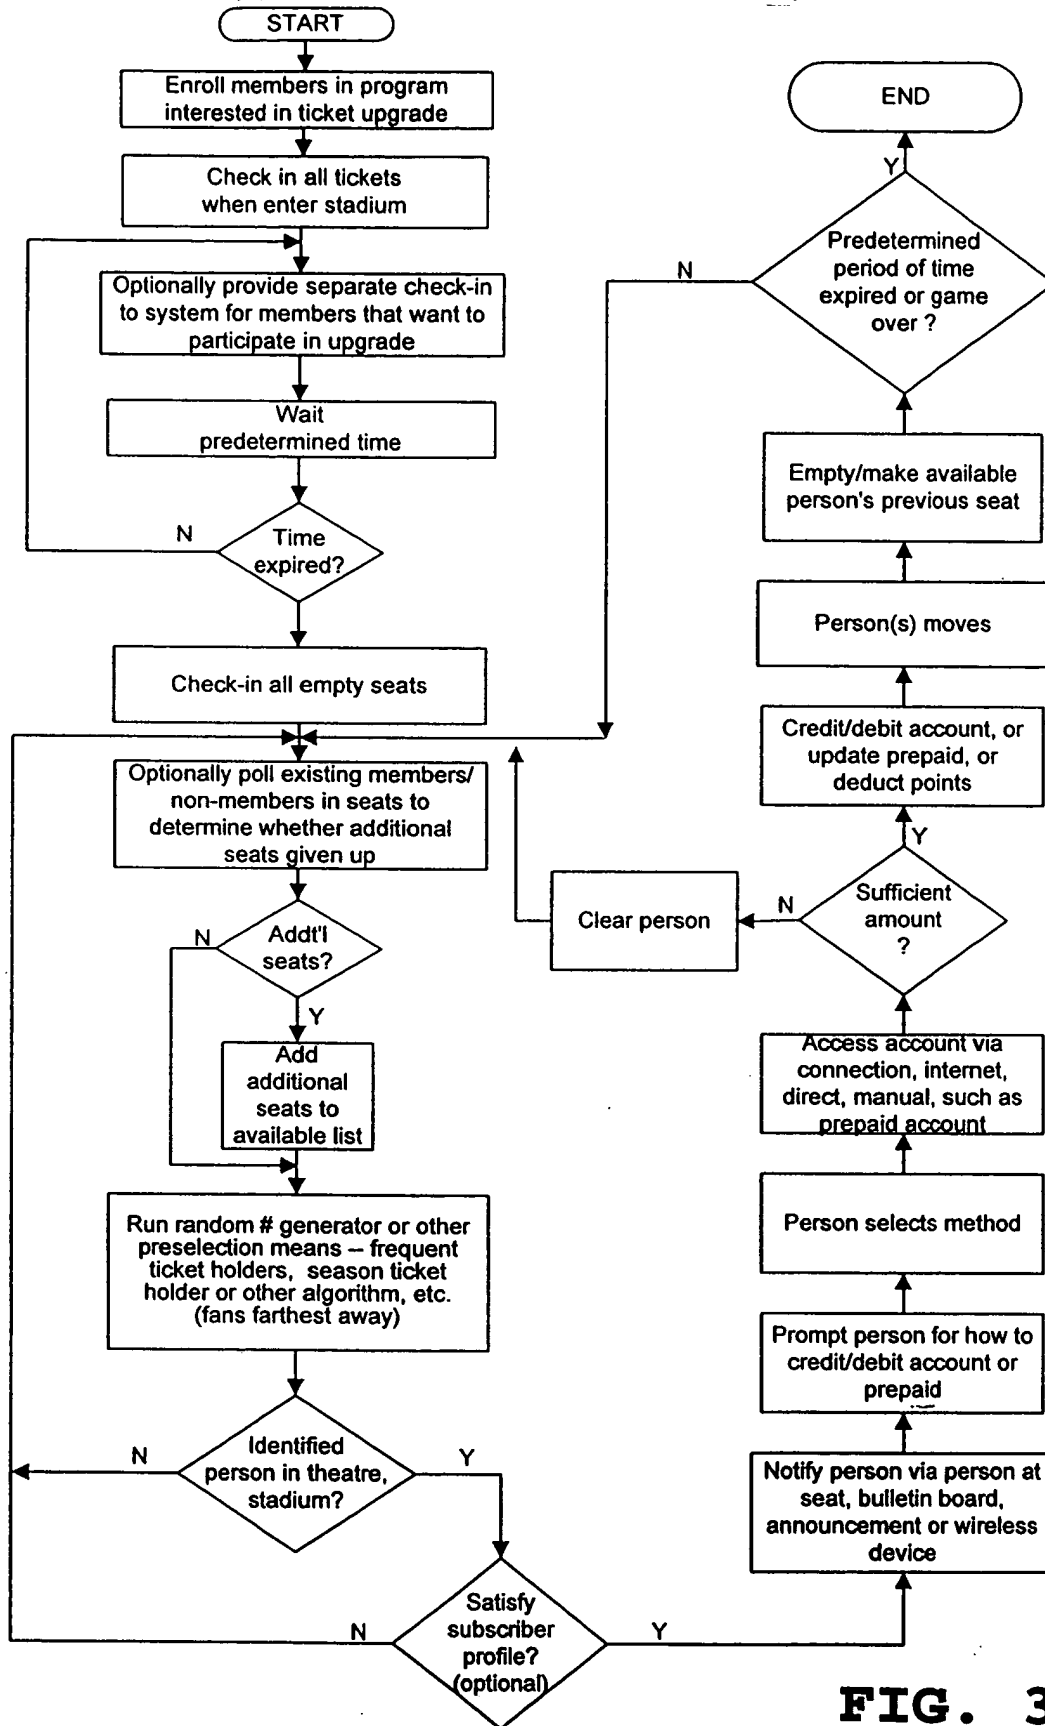 START
Enroll members in program
interested in ticket upgrade
Check in all tickets
when enter stadium
Optionally provide separate check-in
to system for members that want to
participate in upgrade
Wait
predetermined time
N
Time
expired?
Check-in all empty seats
Optionally poll existing members/
non-members in seats to
determine whether additional
seats given up
N
Addt'l
seats?
Y
Add
additional
seats to
available list
Run random # generator or other
preselection means – frequent
ticket holders, season ticket
holder or other algorithm, etc.
(fans farthest away)
N
Identified
person in theatre,
stadium?
Y
N
Satisfy
subscriber
profile?
(optional)
Y
Notify person via person at
seat, bulletin board,
announcement or wireless
device
Prompt person for how to
credit/debit account or
prepaid
Person selects method
Access account via
connection, internet,
direct, manual, such as
prepaid account
Sufficient
amount
?
N
Clear person
Y
Credit/debit account, or
update prepaid, or
deduct points
Person(s) moves
Empty/make available
person's previous seat
Predetermined
period of time
expired or game
over ?
N
Y
END
FIG. 3